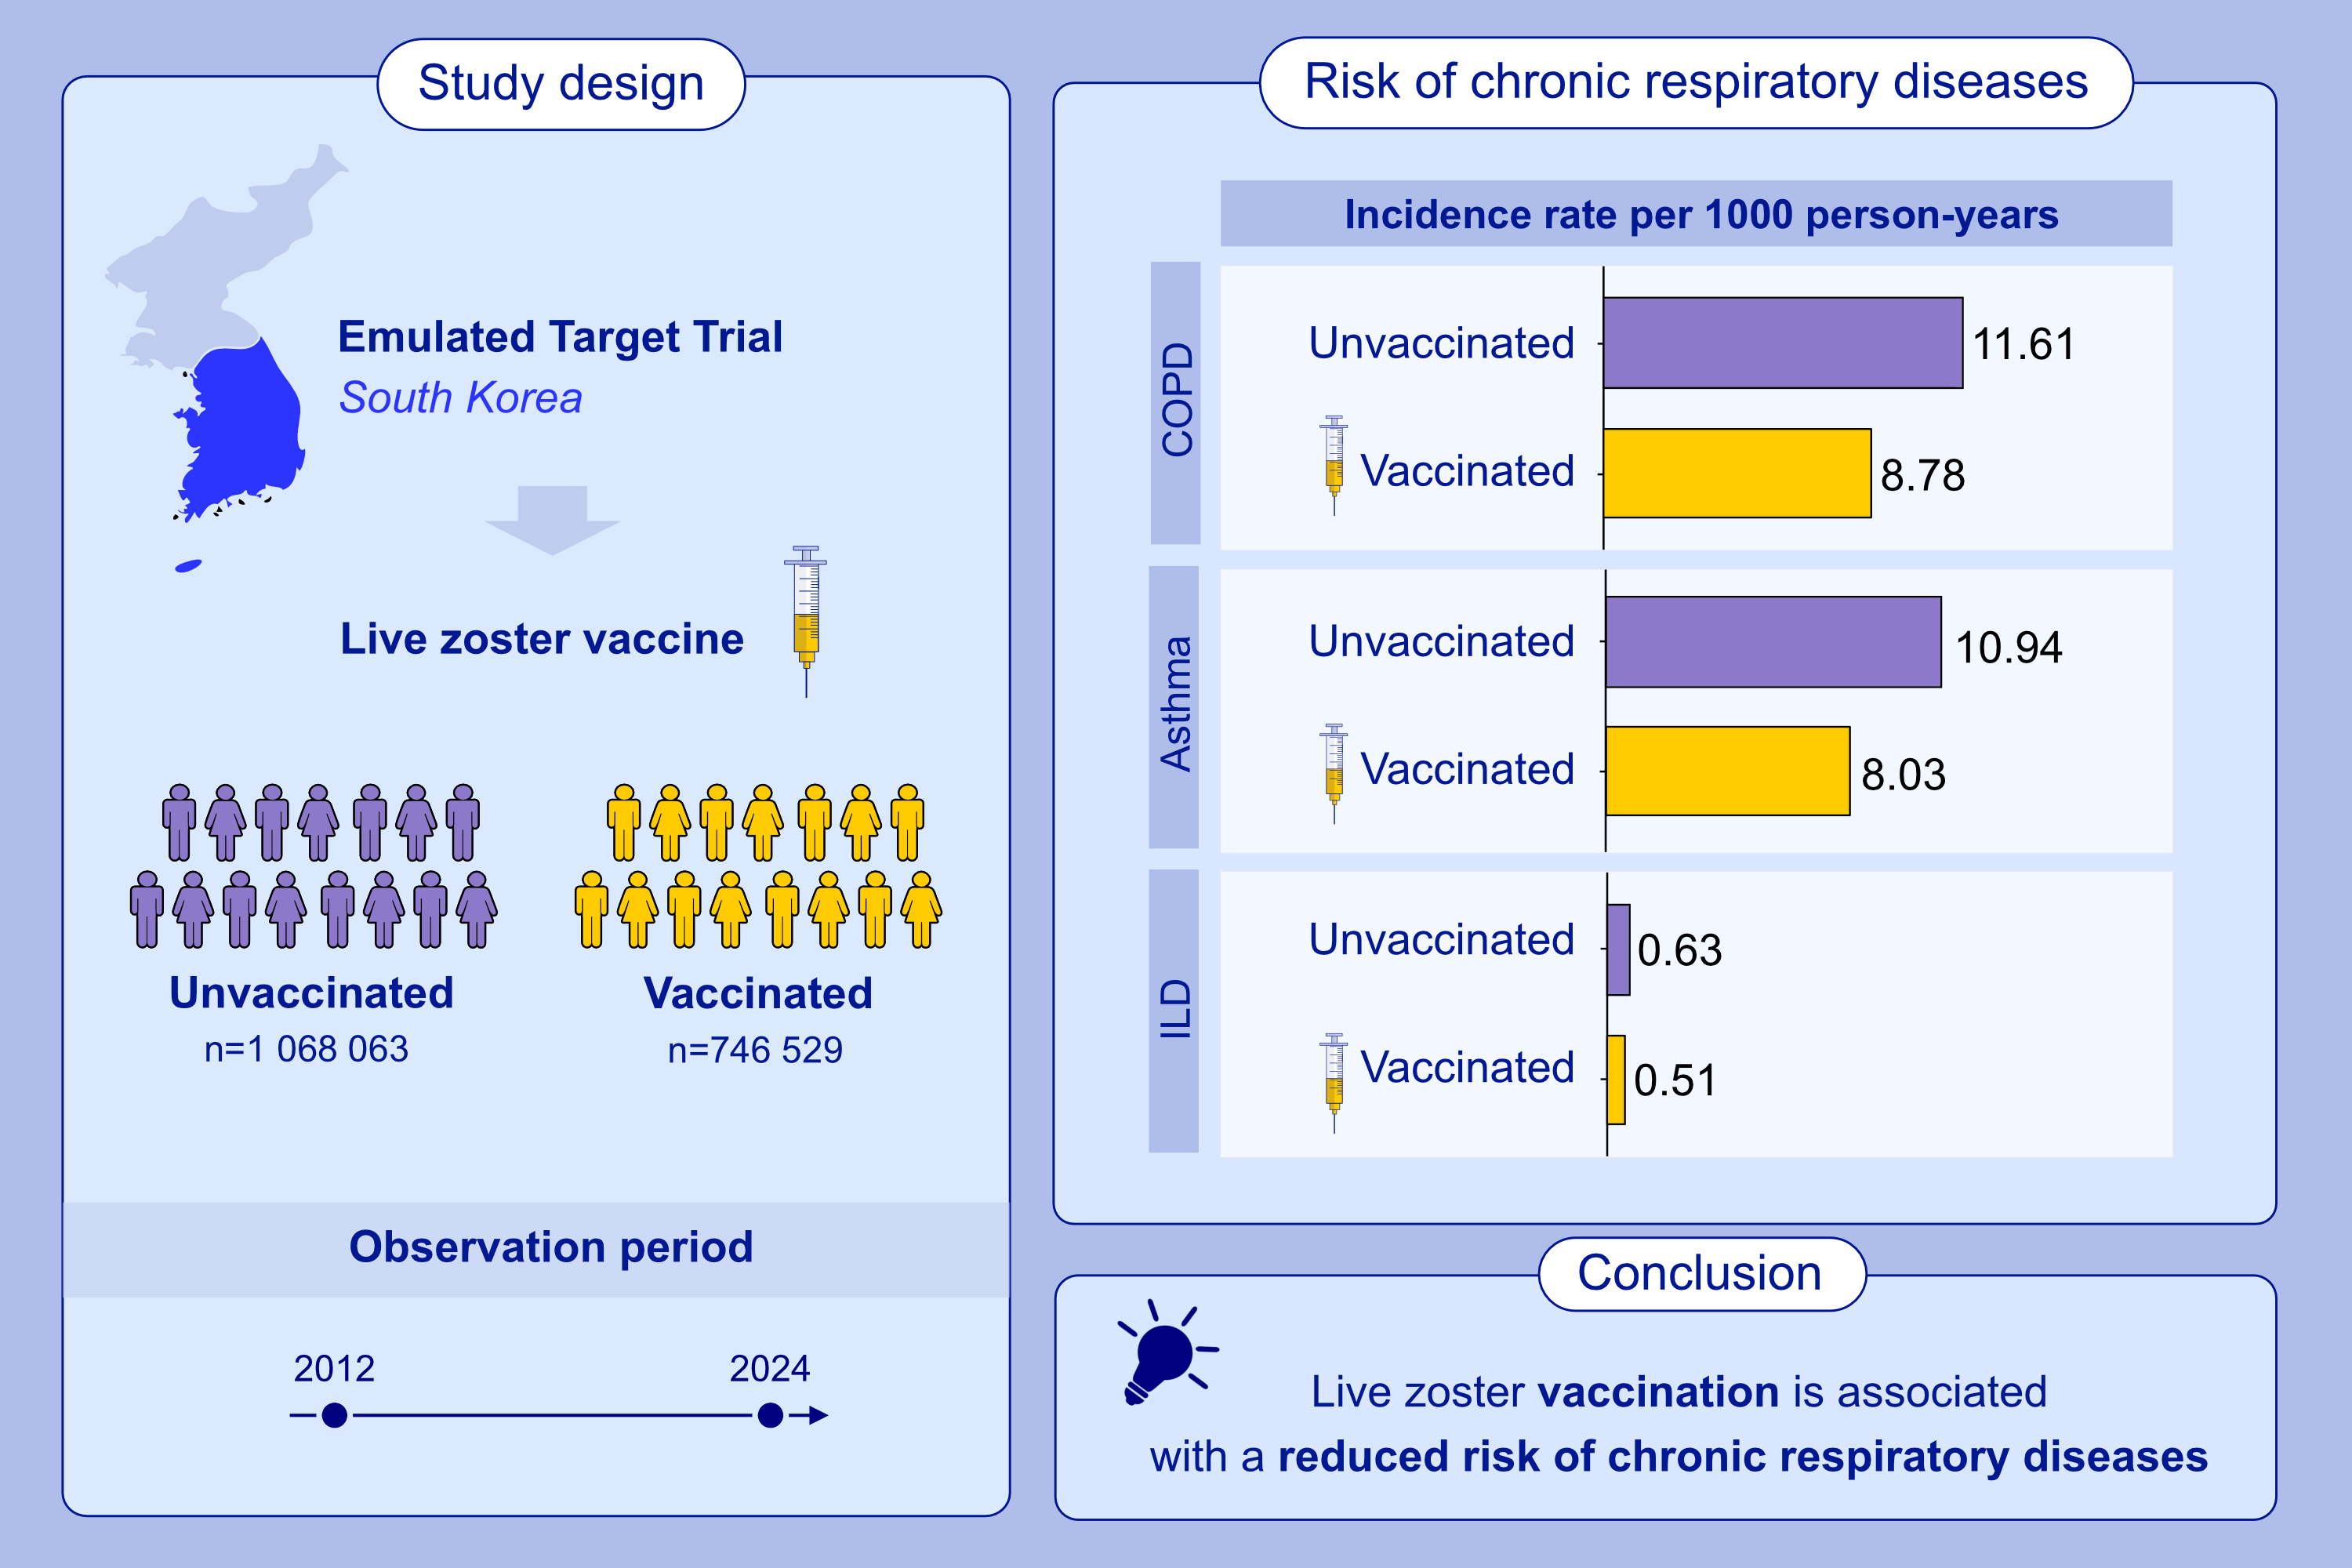 Study design
Emulated Target Trial
South Korea
Live zoster vaccine
Unvaccinated
n=1 068 063
Vaccinated
n=746 529
Observation period
2012
2024
Risk of chronic respiratory diseases
Incidence rate per 1000 person-years
COPD
Unvaccinated
11.61
Vaccinated
8.78
Asthma
Unvaccinated
10.94
Vaccinated
8.03
ILD
Unvaccinated
0.63
Vaccinated
0.51
Conclusion
Live zoster vaccination is associated
with a reduced risk of chronic respiratory diseases